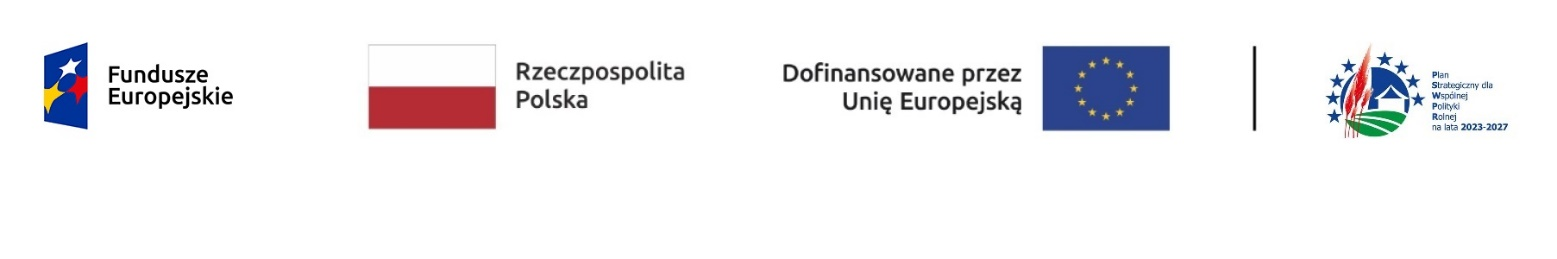 Fundusze
Europejskie
Rzeczpospolita
Polska
Dofinansowane przez
Unię Europejską
Plan
Strategiczny dla
Wspólnej
Polityki
Rolnej
na lata 2023-2027